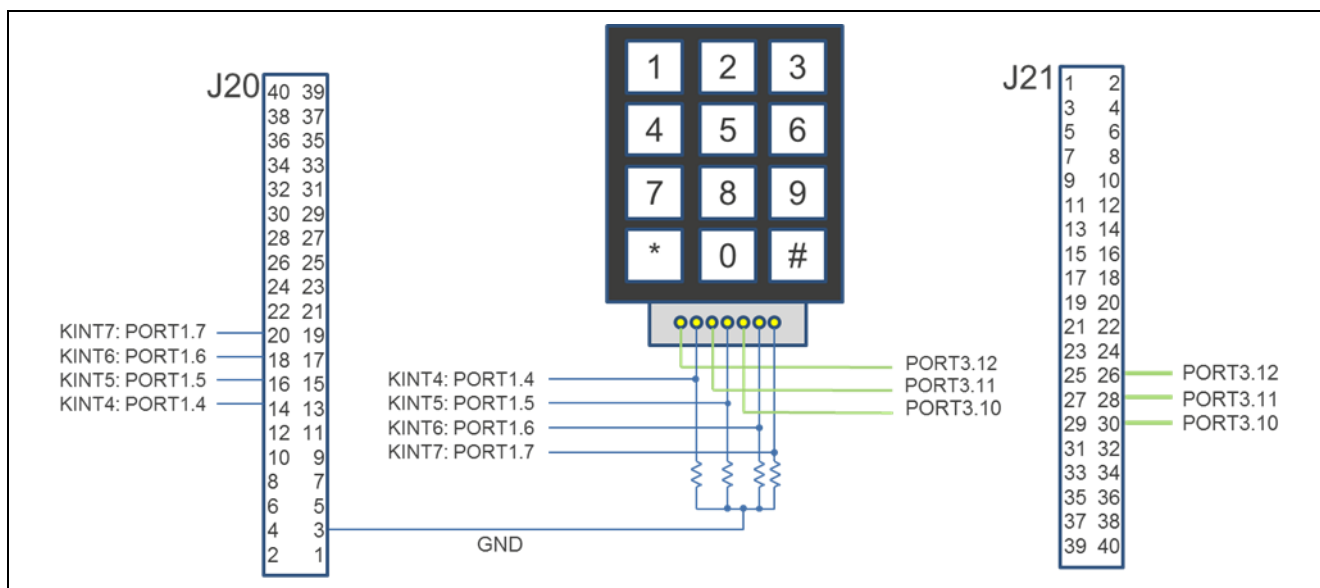 J20
40 39
38 37
36 35
34 33
32 31
30 29
28 27
26 25
24 23
22 21
20 19
18 17
16 15
14 13
12 11
10 9
8 7
6 5
4 3
2 1
KINT7: PORT1.7
KINT6: PORT1.6
KINT5: PORT1.5
KINT4: PORT1.4
1 2 3
4 5 6
7 8 9
* 0 #
KINT4: PORT1.4
KINT5: PORT1.5
KINT6: PORT1.6
KINT7: PORT1.7
GND
PORT3.12
PORT3.11
PORT3.10
J21
1 2
3 4
5 6
7 8
9 10
11 12
13 14
15 16
17 18
19 20
21 22
23 24
25 26
27 28
29 30
31 32
33 34
35 36
37 38
39 40
PORT3.12
PORT3.11
PORT3.10